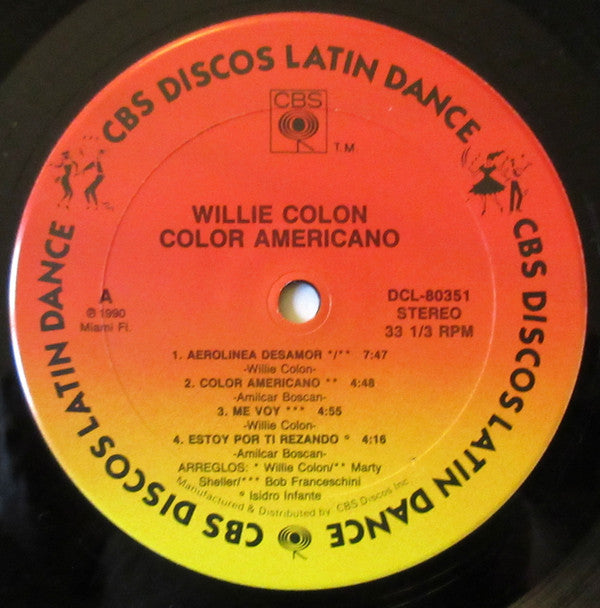 CBS DISCOS LATIN DANCE
CBS DISCOS LATIN DANCE
CBS DISCOS LATIN DANCE
CBS
T.M
WILLIE COLON
COLOR AMERICANO
A
℗ 1990
Miami Fl.
DCL-80351
STEREO
33 1/3 RPM
1. AEROLINEA DESAMOR */** 7:47
-Willie Colon-
2. COLOR AMERICANO ** 4:48
-Amilcar Boscan-
3. ME VOY *** 4:55
-Willie Colon-
4. ESTOY POR TI REZANDO ° 4:16
-Amilcar Boscan-
ARREGLOS: * Willie Colon/** Marty
Sheller/*** Bob Franceschini
° Isidro Infante
Manufactured & Distributed by CBS Discos Inc.